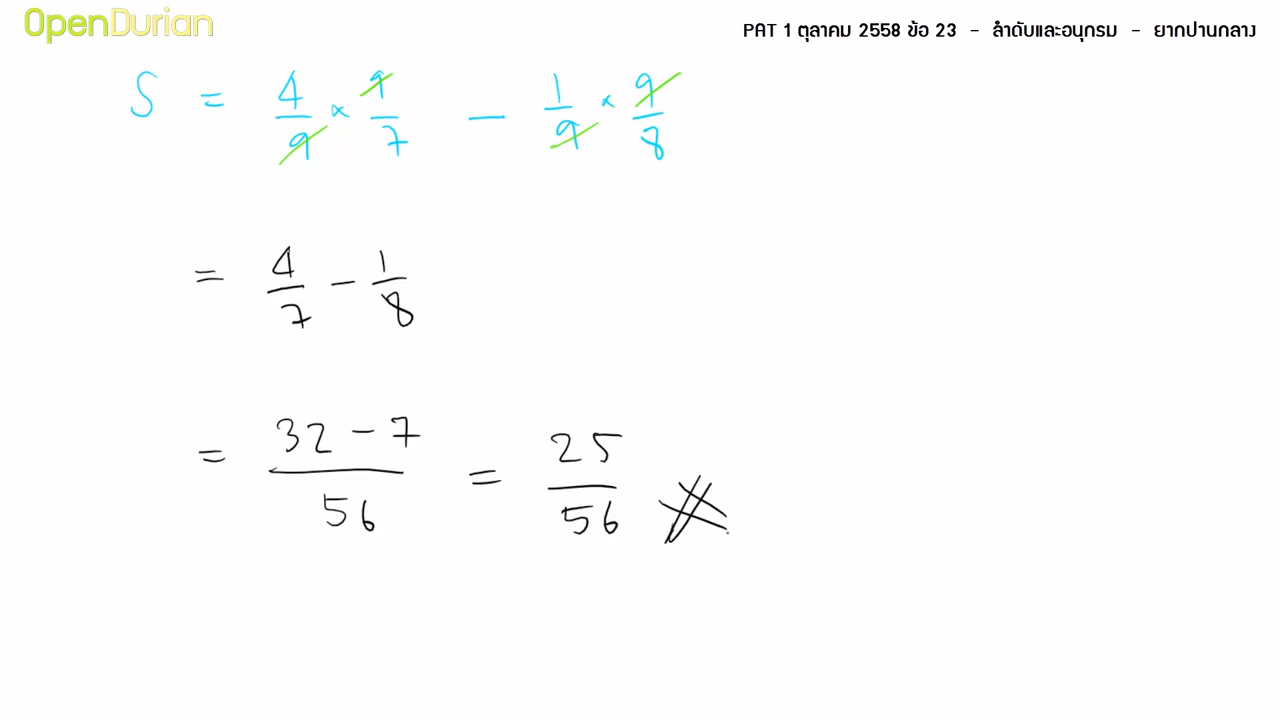 OpenDurian
PAT 1 ตุลาคม 2558 ข้อ 23 - ลำดับและอนุกรม - ยากปานกลาง
S = 4/9 × 9/7 - 1/9 × 9/8
= 4/7 - 1/8
= 32 - 7/56 = 25/56